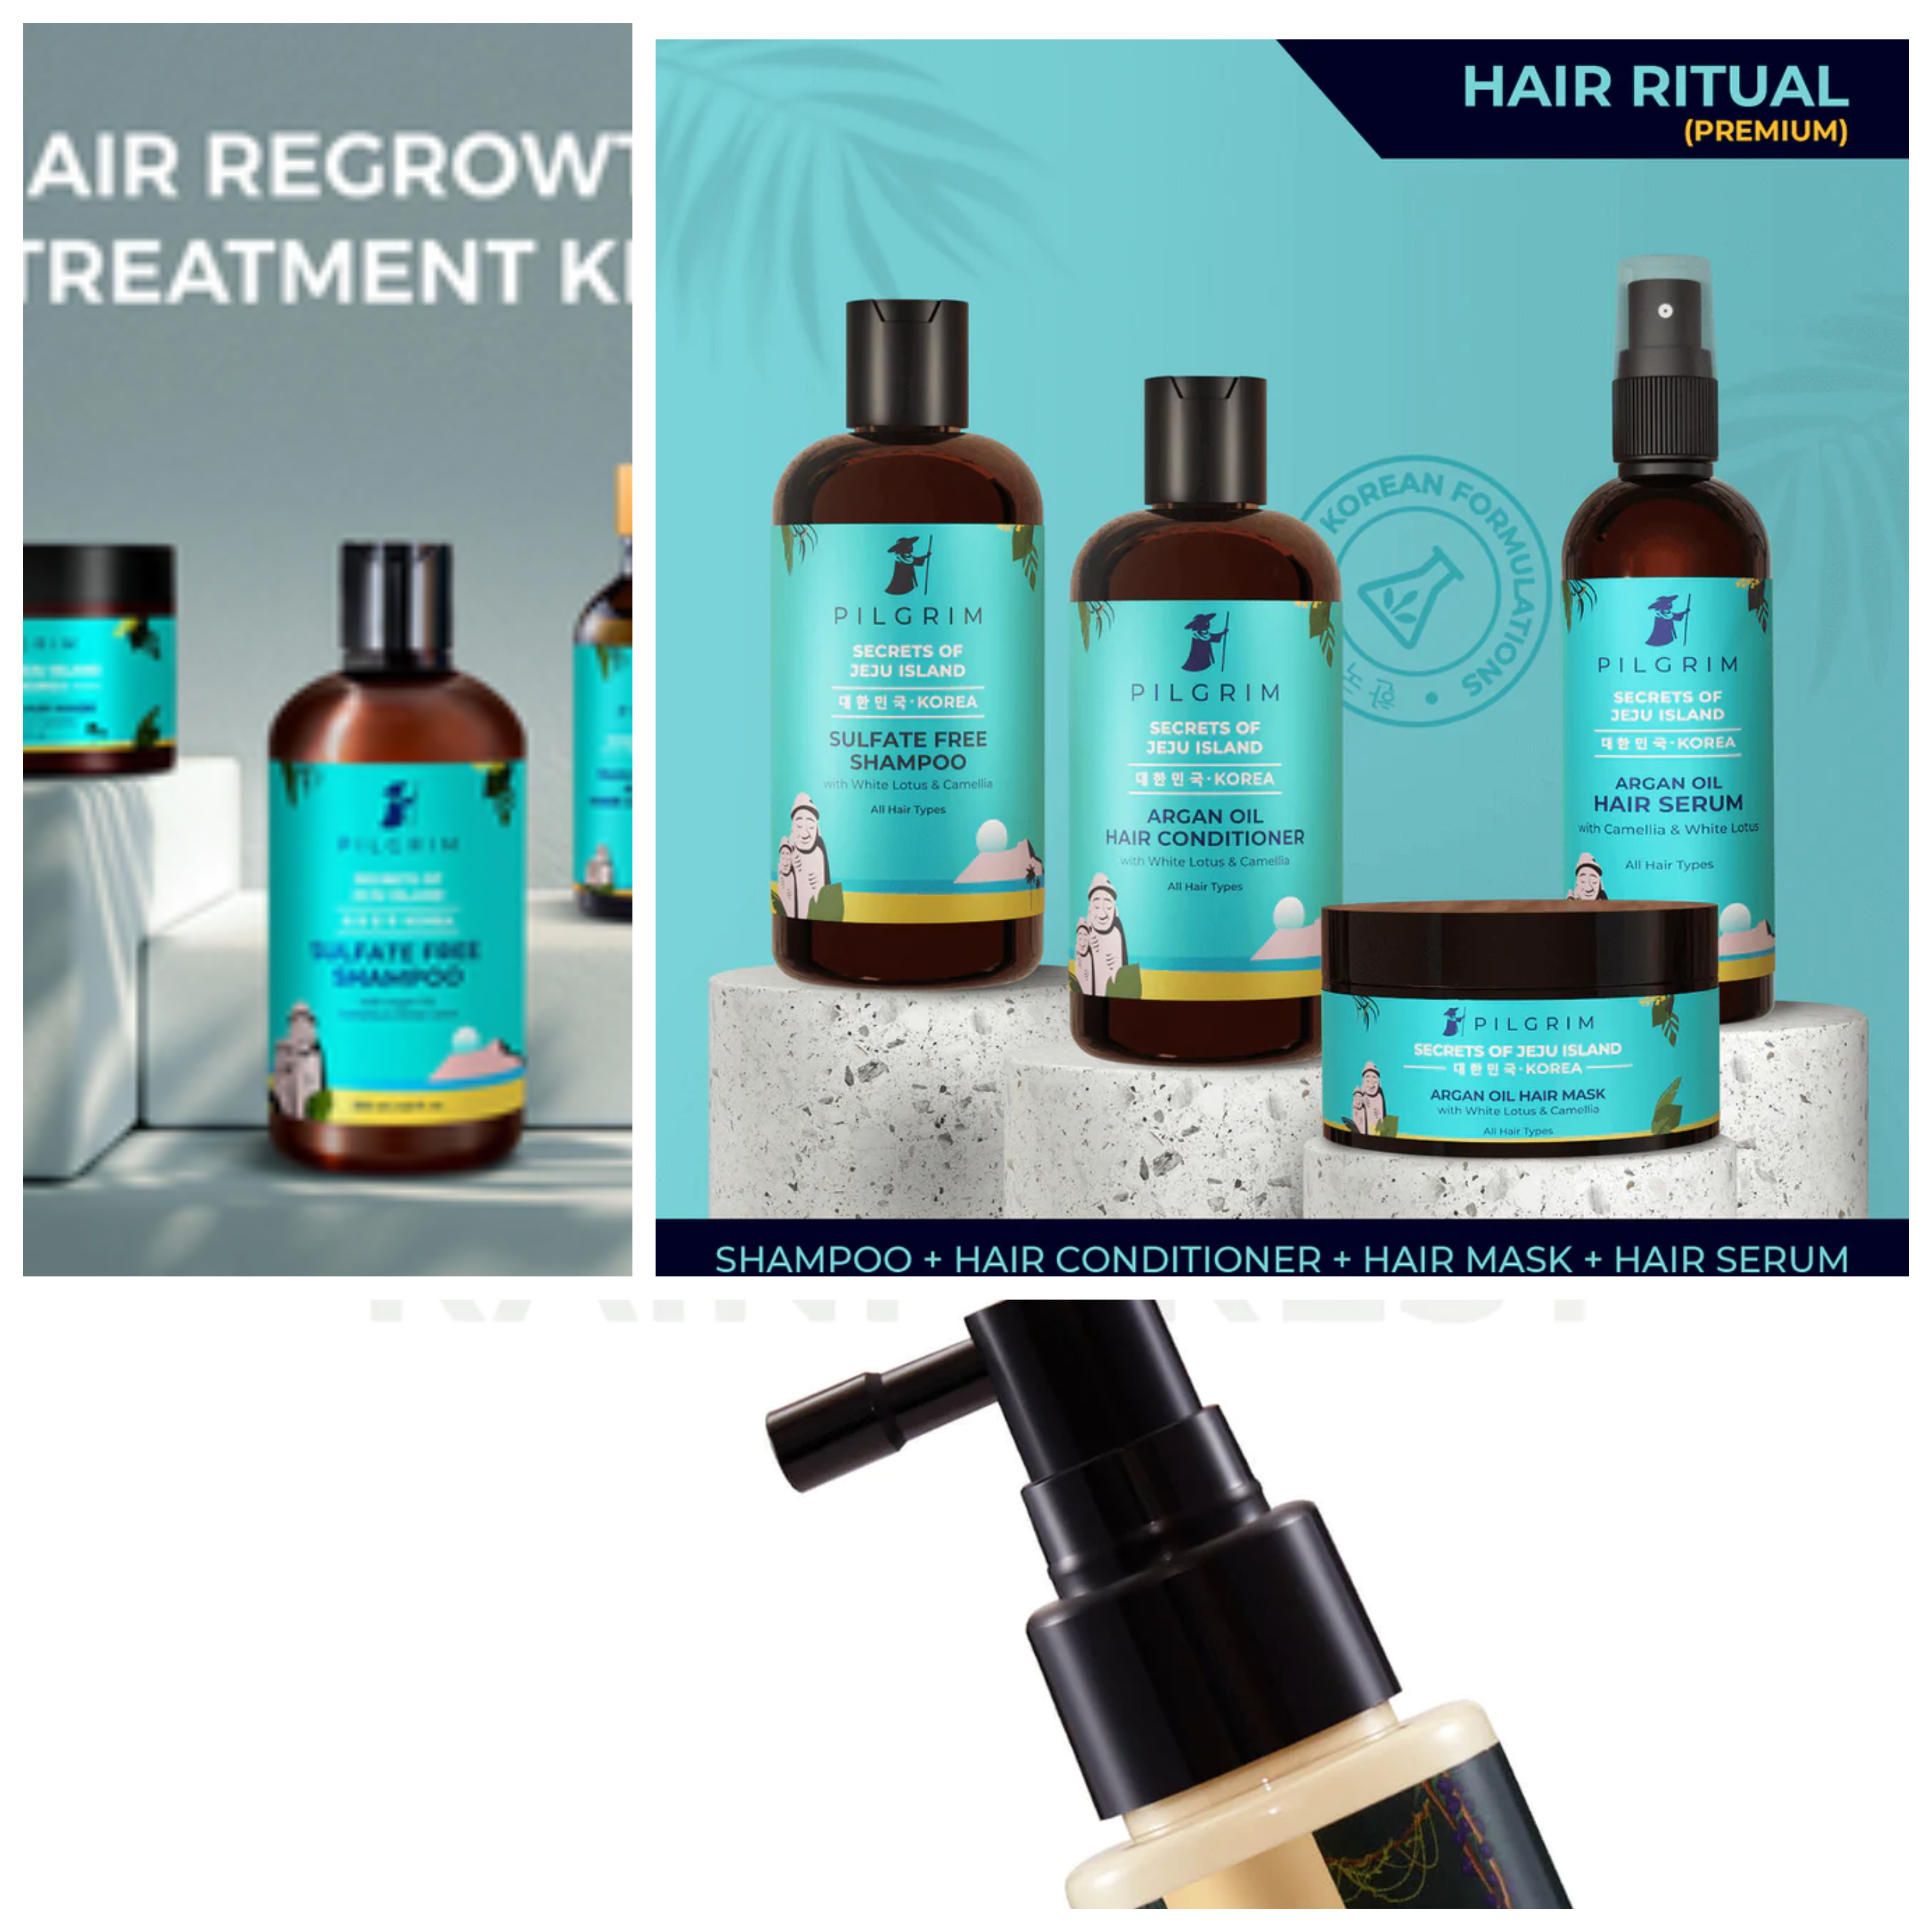 AIR REGROWT
TREATMENT KI
PILGRIM
SECRETS OF
JEJU ISLAND
KOREA
SULFATE FREE
SHAMPOO
HAIR RITUAL
(PREMIUM)
KOREAN FORMULATIONS
PILGRIM
SECRETS OF
JEJU ISLAND
대한민국·KOREA
SULFATE FREE
SHAMPOO
with White Lotus & Camellia
All Hair Types
PILGRIM
SECRETS OF
JEJU ISLAND
대한민국·KOREA
ARGAN OIL
HAIR CONDITIONER
with White Lotus & Camellia
All Hair Types
PILGRIM
SECRETS OF
JEJU ISLAND
대한민국·KOREA
ARGAN OIL
HAIR SERUM
with Camellia & White Lotus
All Hair Types
PILGRIM
SECRETS OF JEJU ISLAND
대한민국·KOREA
ARGAN OIL HAIR MASK
with White Lotus & Camellia
All Hair Types
SHAMPOO + HAIR CONDITIONER + HAIR MASK + HAIR SERUM